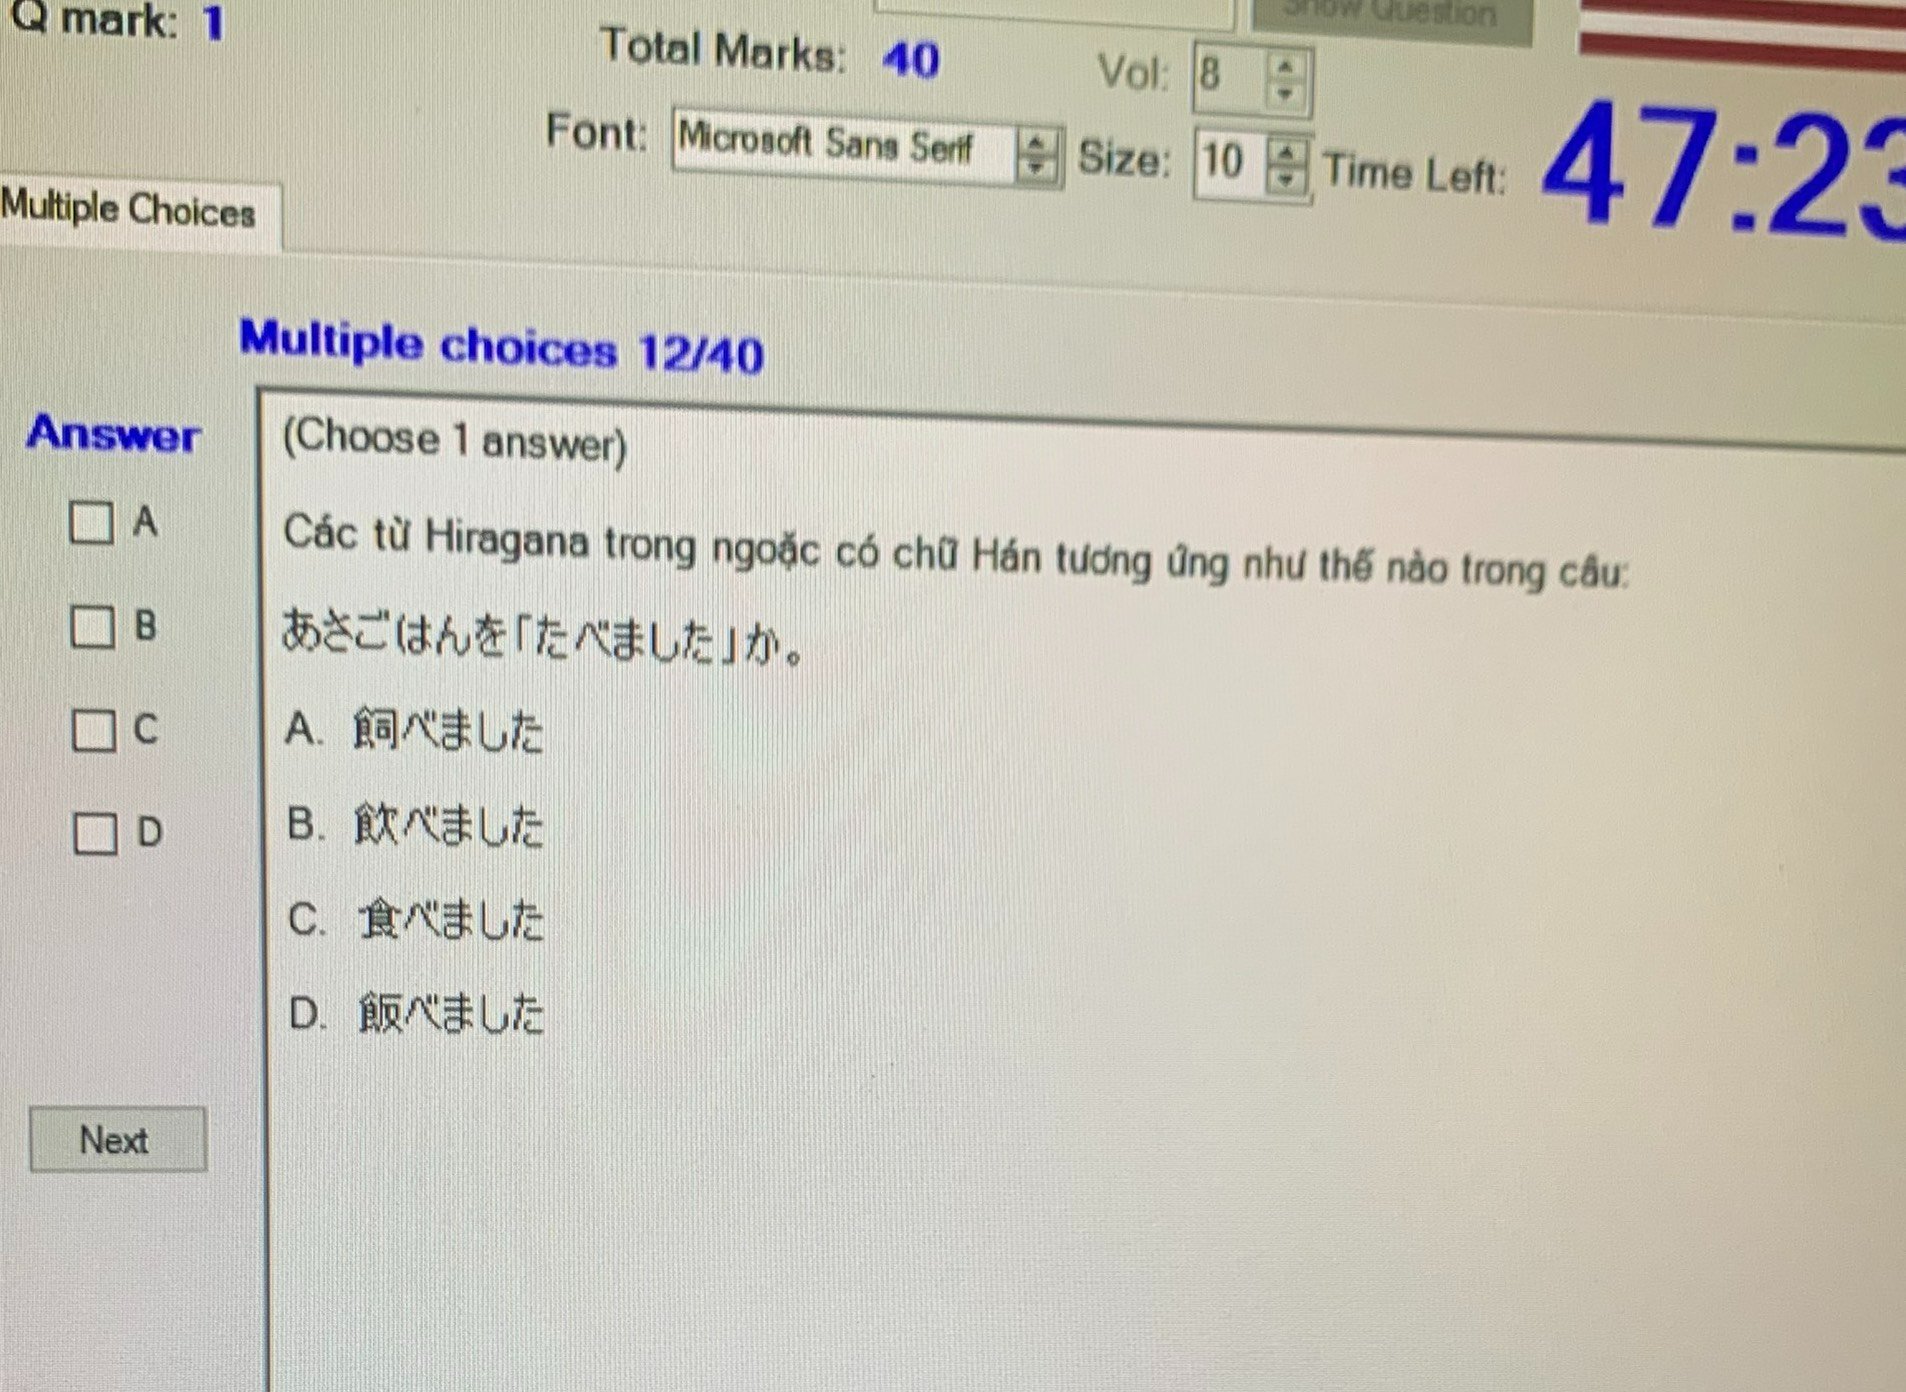 Q mark: 1
Total Marks: 40
Show Question
Vol: 8
Font: Microsoft Sans Serif
Size: 10
Time Left: 47:23
Multiple Choices
Multiple choices 12/40
Answer
A
B
C
D
Next
(Choose 1 answer)
Các từ Hiragana trong ngoặc có chữ Hán tương ứng như thế nào trong câu:
あさごはんを「たべました」か。
A. 飼べました
B. 飲べました
C. 食べました
D. 飯べました